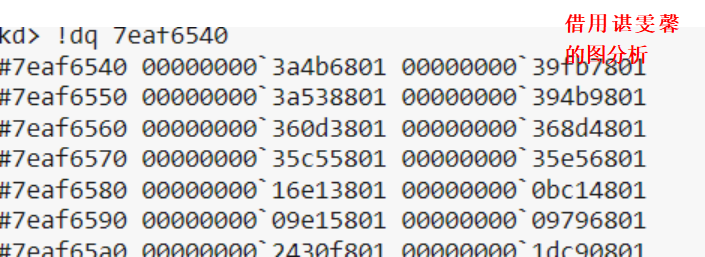 kd> !dq 7eaf6540
借用谌雯馨
的图分析
#7eaf6540 00000000`3a4b6801 00000000`39fb7801
#7eaf6550 00000000`3a538801 00000000`394b9801
#7eaf6560 00000000`360d3801 00000000`368d4801
#7eaf6570 00000000`35c55801 00000000`35e56801
#7eaf6580 00000000`16e13801 00000000`0bc14801
#7eaf6590 00000000`09e15801 00000000`09796801
#7eaf65a0 00000000`2430f801 00000000`1dc90801